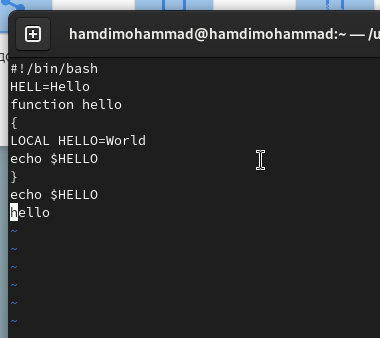 hamdimohammad@hamdimohammad:~ — /u
#!/bin/bash
HELL=Hello
function hello
{
LOCAL HELLO=World
echo $HELLO
}
echo $HELLO
hello
~
~
~
~
~
~